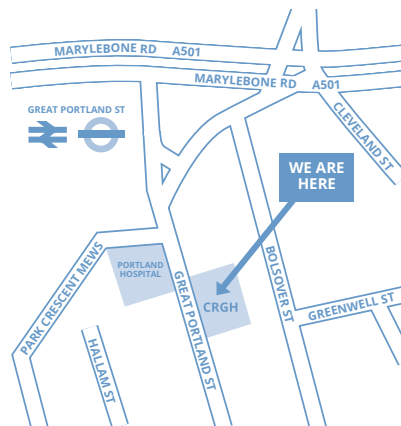 MARYLEBONE RD A501
MARYLEBONE RD A501
GREAT PORTLAND ST
CLEVELAND ST
WE ARE
HERE
PARK CRESCENT MEWS
PORTLAND
HOSPITAL
GREAT PORTLAND ST
CRGH
BOLSOVER ST
GREENWELL ST
HALLAM ST